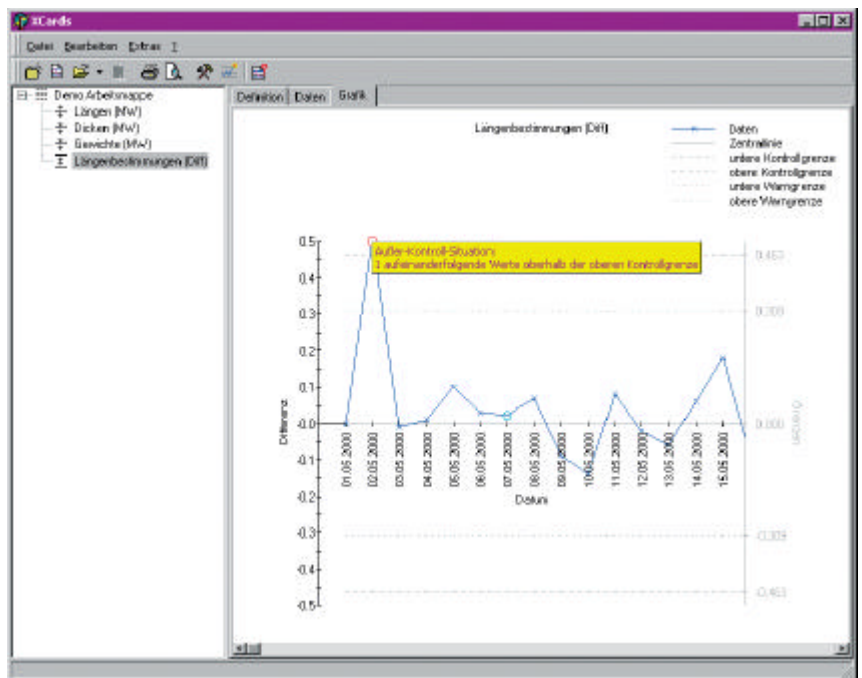 XCards
Datei Bearbeiten Extras ?
Demo Arbeitsmappe
Längen (MW)
Dicken (MW)
Gewichte (MW)
Längenbestimmungen (Diff)
Definition Daten Grafik
Längenbestimmungen (Diff)
Daten
Zentrallinie
untere Kontrollgrenze
obere Kontrollgrenze
untere Warngrenze
obere Warngrenze
Außer-Kontroll-Situation:
1 aufeinanderfolgende Werte oberhalb der oberen Kontrollgrenze
0.5
0.4
0.3
0.2
0.1
-0.0
-0.1
-0.2
-0.3
-0.4
-0.5
Differenz
01.05.2000
02.05.2000
03.05.2000
04.05.2000
05.05.2000
06.05.2000
07.05.2000
08.05.2000
09.05.2000
10.05.2000
11.05.2000
12.05.2000
13.05.2000
14.05.2000
15.05.2000
Datum
0.463
0.309
0.000
-0.309
-0.463
Grenzen